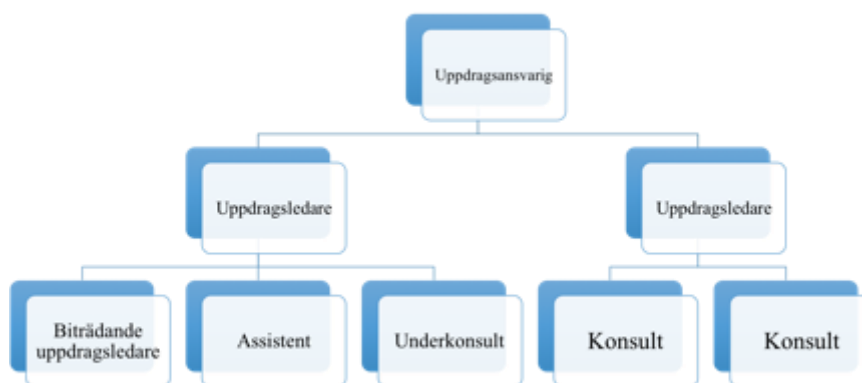 Uppdragsansvarig
Uppdragsledare
Uppdragsledare
Biträdande
uppdragsledare
Assistent
Underkonsult
Konsult
Konsult